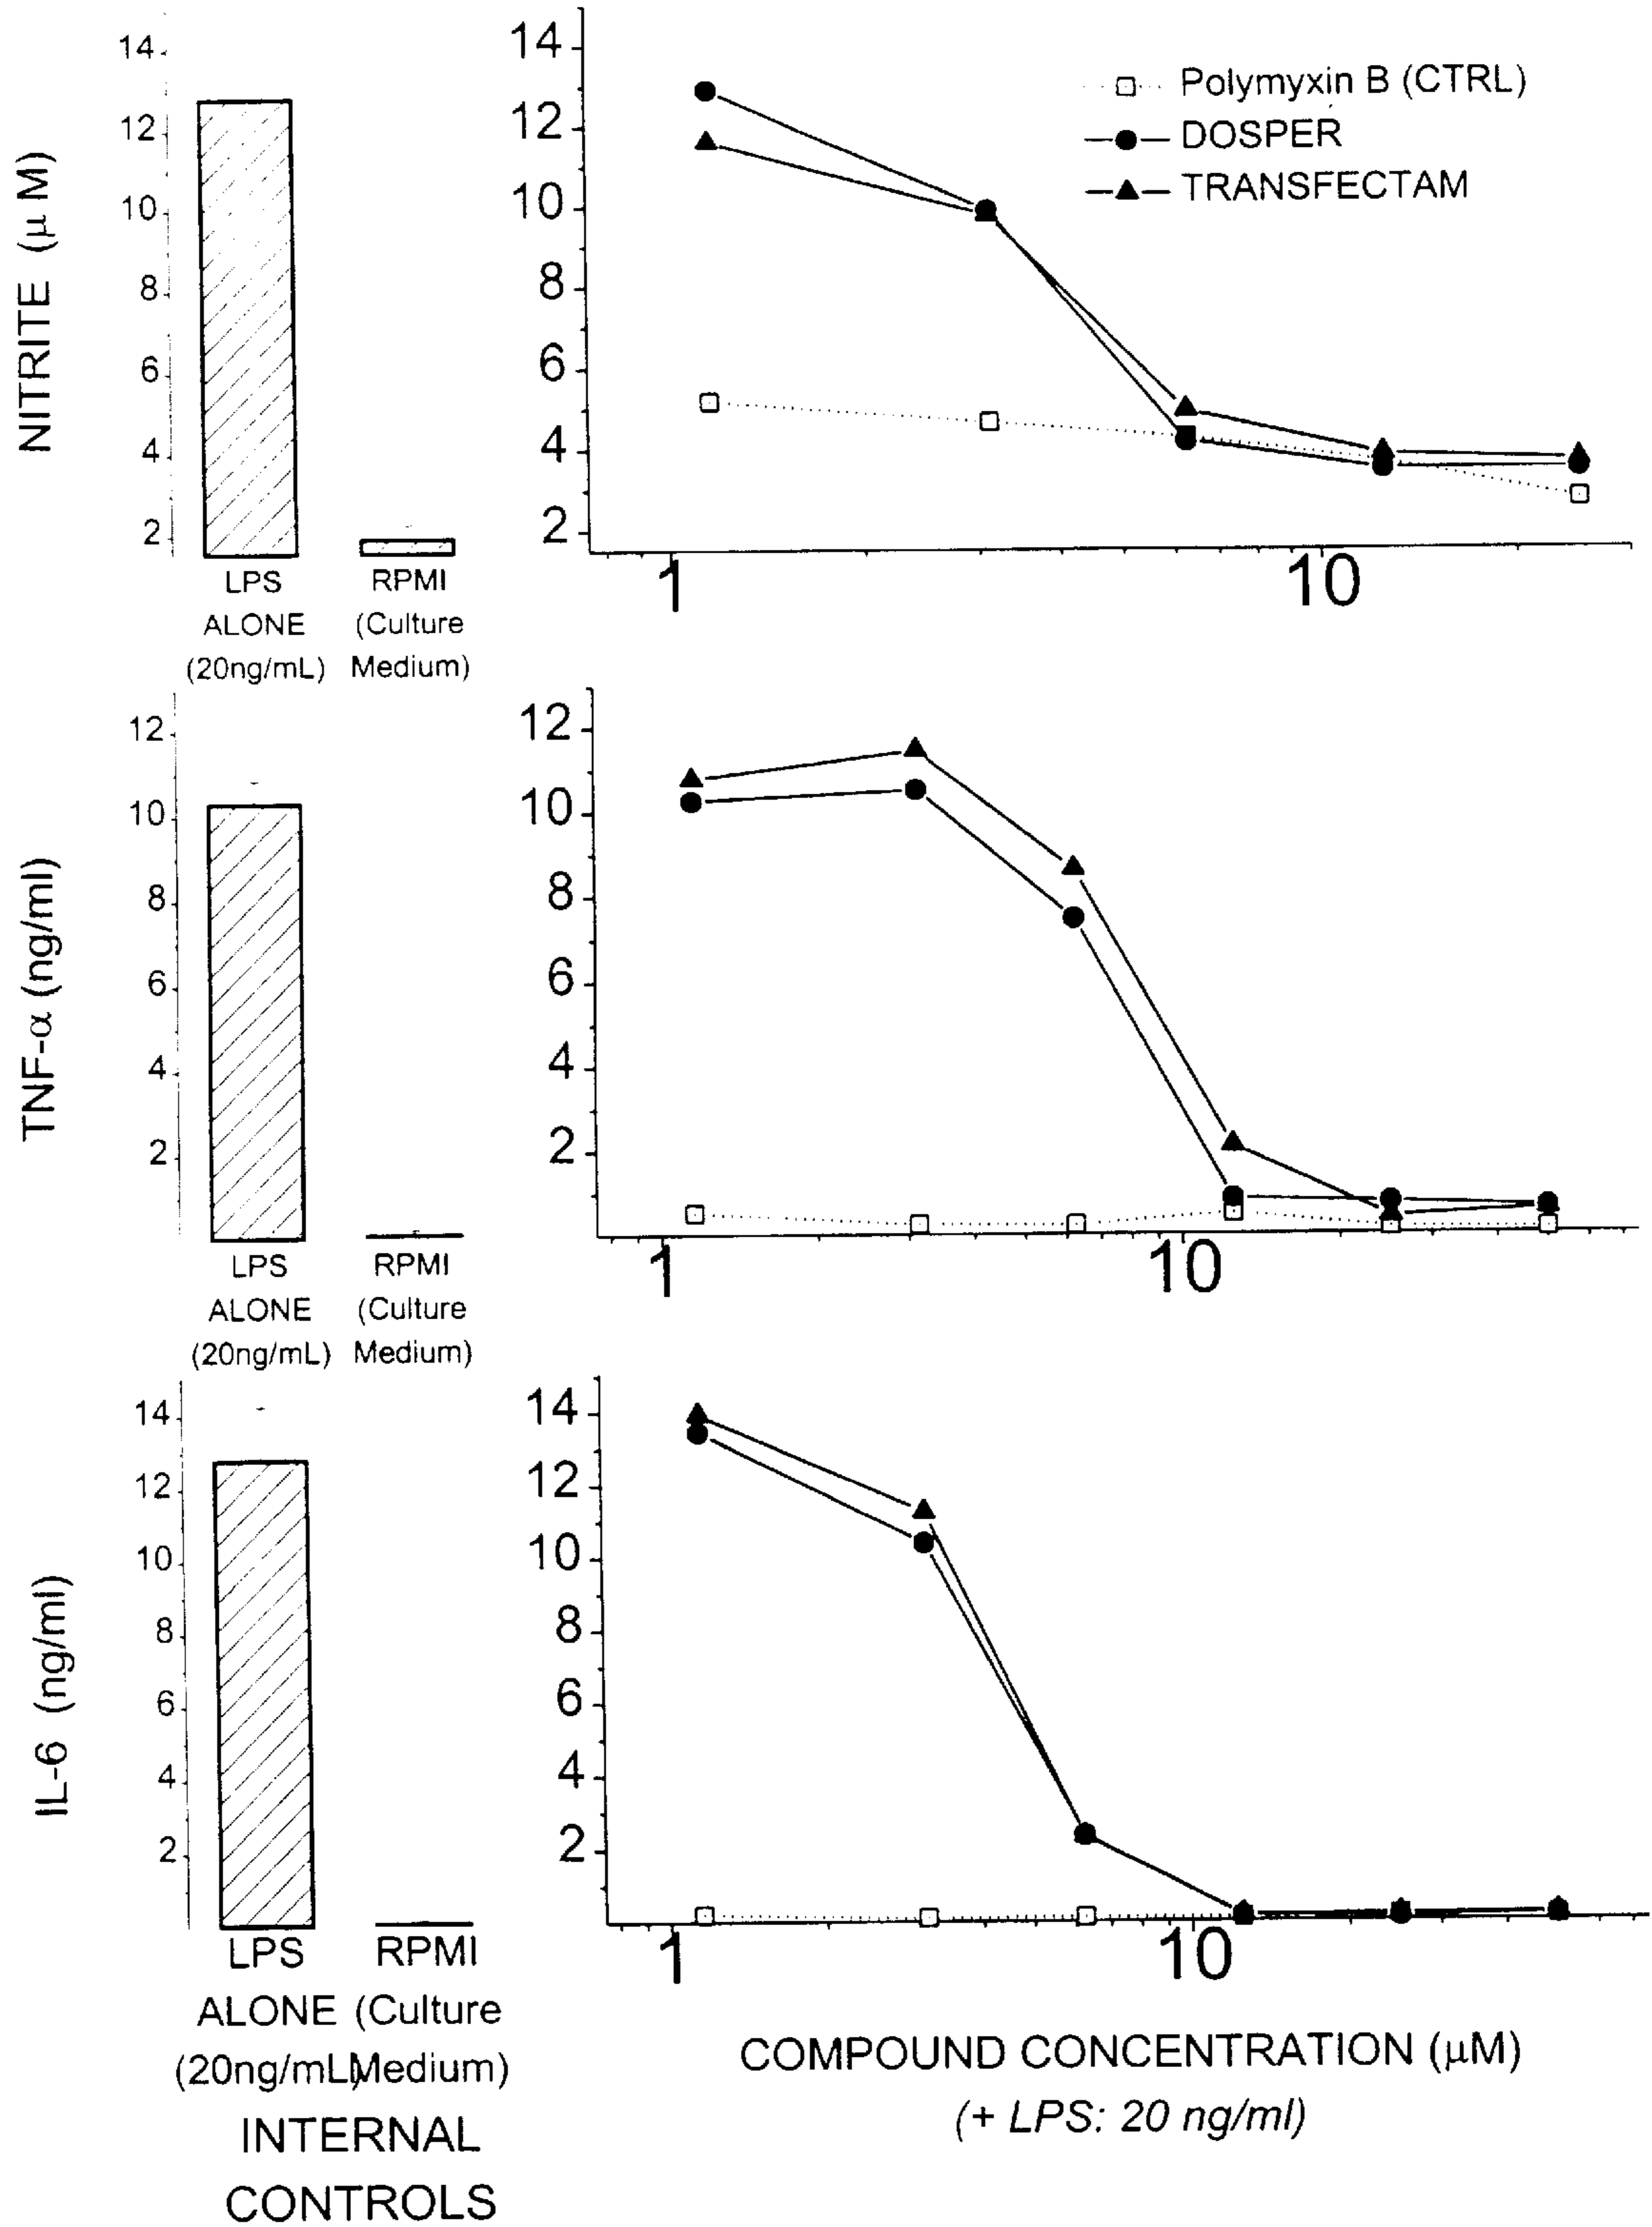 NITRITE (μM)
14
12
10
8
6
4
2
LPS
ALONE
(20ng/mL)
RPMI
(Culture
Medium)
14
12
10
8
6
4
2
1
10
Polymyxin B (CTRL)
DOSPER
TRANSFECTAM
TNF-α (ng/ml)
12
10
8
6
4
2
LPS
ALONE
(20ng/mL)
RPMI
(Culture
Medium)
12
10
8
6
4
2
1
10
IL-6 (ng/ml)
14
12
10
8
6
4
2
LPS
ALONE
(20ng/mL)
RPMI
(Culture
Medium)
INTERNAL
CONTROLS
14
12
10
8
6
4
2
1
10
COMPOUND CONCENTRATION (μM)
(+ LPS: 20 ng/ml)